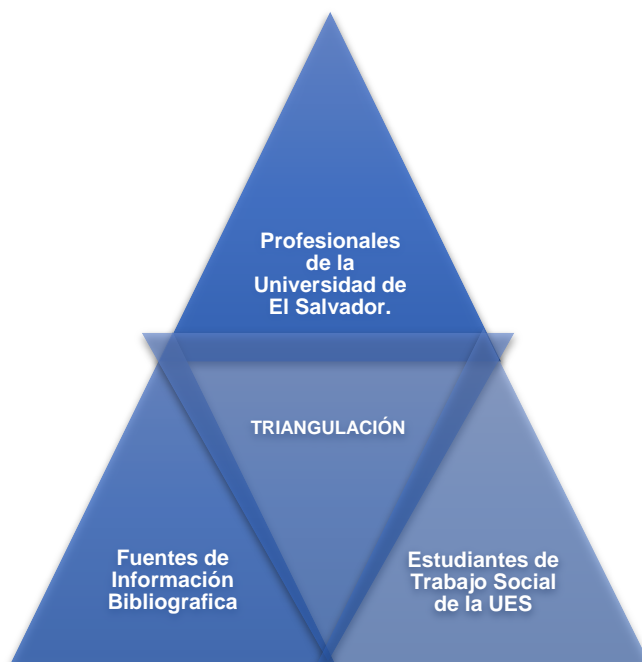 Profesionales
de la
Universidad de
El Salvador.
TRIANGULACIÓN
Fuentes de
Información
Bibliografica
Estudiantes de
Trabajo Social
de la UES